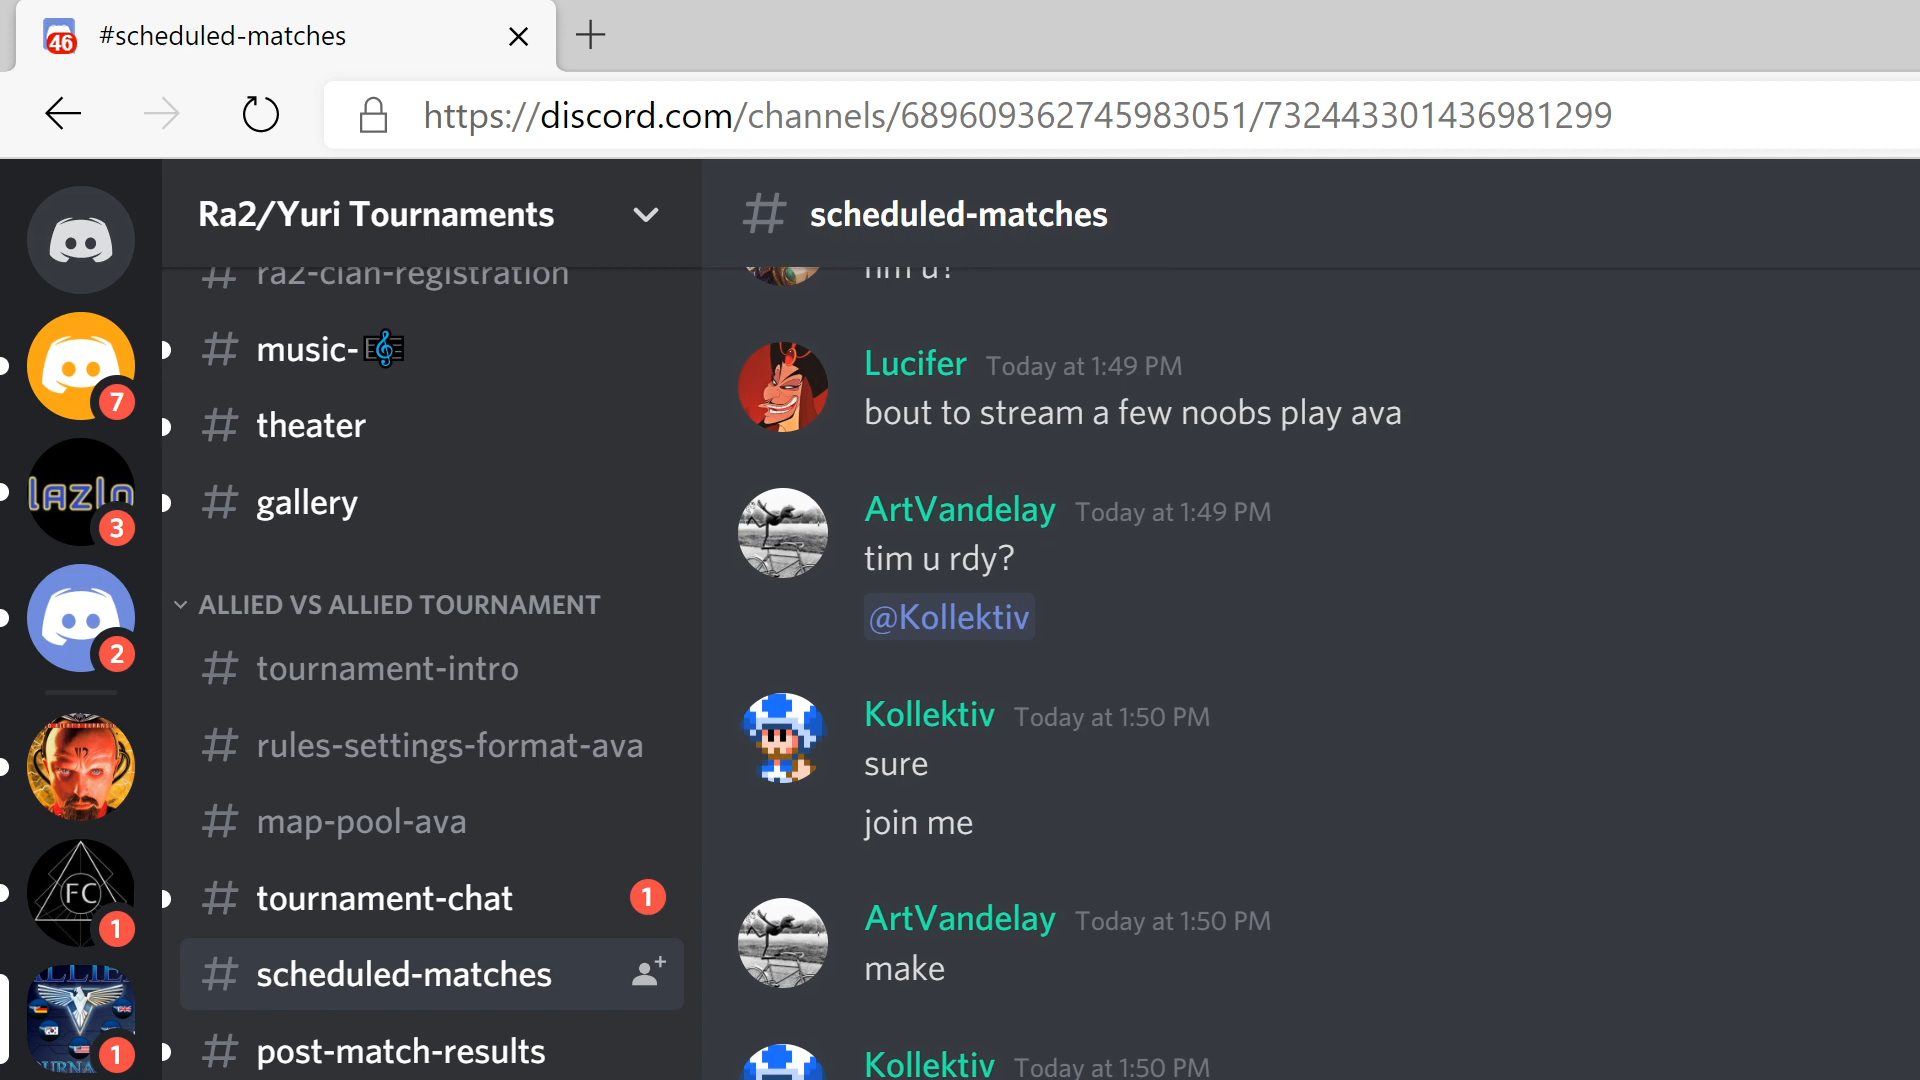 46
#scheduled-matches
https://discord.com/channels/689609362745983051/732443301436981299
Ra2/Yuri Tournaments
# ra2-clan-registration
# music-
# theater
# gallery
ALLIED VS ALLIED TOURNAMENT
# tournament-intro
# rules-settings-format-ava
# map-pool-ava
# tournament-chat 1
# scheduled-matches
# post-match-results
7
lazlo
3
2
FC
1
1
# scheduled-matches
Lucifer Today at 1:49 PM
bout to stream a few noobs play ava
ArtVandelay Today at 1:49 PM
tim u rdy?
@Kollektiv
Kollektiv Today at 1:50 PM
sure
join me
ArtVandelay Today at 1:50 PM
make
Kollektiv Today at 1:50 PM